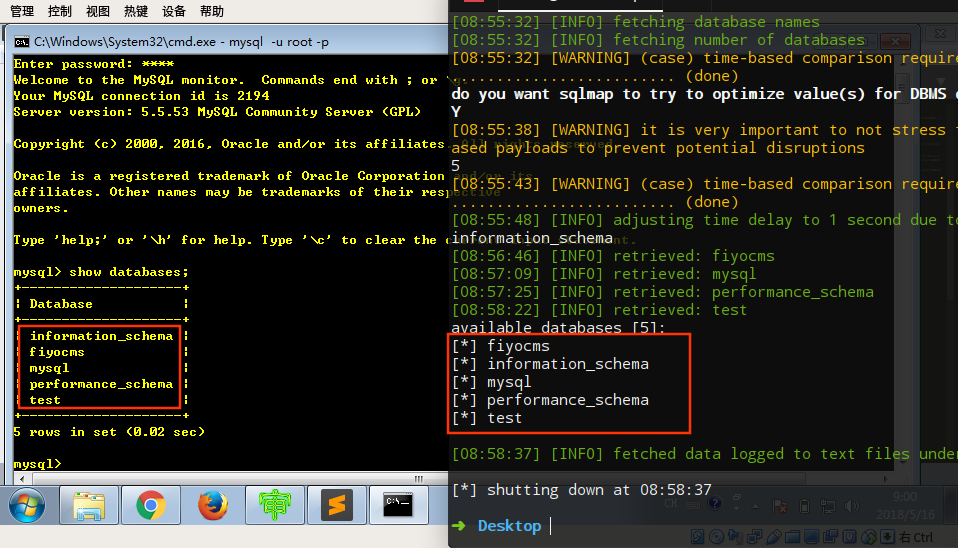 管理 控制 视图 热键 设备 帮助
C:\Windows\System32\cmd.exe - mysql -u root -p
Enter password: ****
Welcome to the MySQL monitor. Commands end with ; or
Your MySQL connection id is 2194
Server version: 5.5.53 MySQL Community Server (GPL)
Copyright (c) 2000, 2016, Oracle and/or its affiliates. All rights reserved.
Oracle is a registered trademark of Oracle Corporation and/or its
affiliates. Other names may be trademarks of their respective
owners.
Type 'help;' or '\h' for help. Type '\c' to clear the
mysql> show databases;
+--------------------+
| Database |
+--------------------+
| information_schema |
| fiyocms |
| mysql |
| performance_schema |
| test |
+--------------------+
5 rows in set (0.02 sec)
mysql>
[08:55:32] [INFO] fetching database names
[08:55:32] [INFO] fetching number of databases
[08:55:32] [WARNING] (case) time-based comparison require
......................... (done)
do you want sqlmap to try to optimize value(s) for DBMS
Y
[08:55:38] [WARNING] it is very important to not stress
ased payloads to prevent potential disruptions
5
[08:55:43] [WARNING] (case) time-based comparison require
......................... (done)
[08:55:48] [INFO] adjusting time delay to 1 second due to
information_schema
[08:56:46] [INFO] retrieved: fiyocms
[08:57:09] [INFO] retrieved: mysql
[08:57:25] [INFO] retrieved: performance_schema
[08:58:22] [INFO] retrieved: test
available databases [5]:
[*] fiyocms
[*] information_schema
[*] mysql
[*] performance_schema
[*] test
[08:58:37] [INFO] fetched data logged to text files under
[*] shutting down at 08:58:37
➜ Desktop
CH
9:00
2018/5/16
右 Ctrl